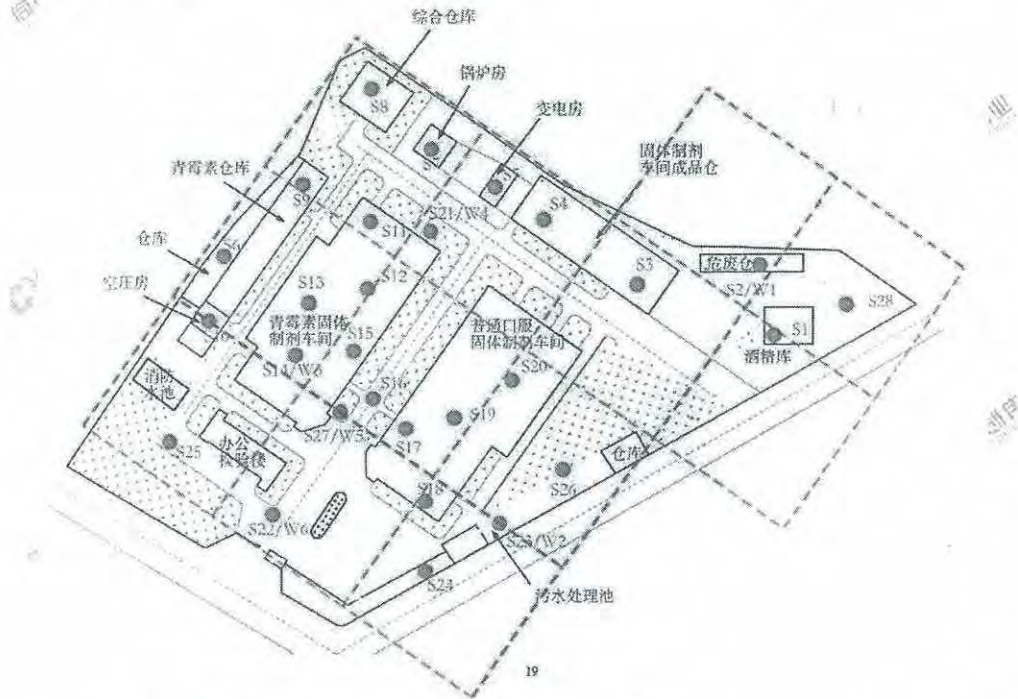 综合仓库
锅炉房
变电房
固体制剂
车间成品仓
青霉素仓库
仓库
空压房
S8
S9
S4
S21/W4
S11
S12
S13
S3
危废仓
S2/W1
S28
S1
酒精库
青霉素固体
制剂车间
S15
普通口服
固体制剂车间
S20
消防
水池
S16
S19
S27/W5
S17
办公
检验楼
S25
仓库
S26
S18
S22/W6
S23/W2
S24
污水处理池
19